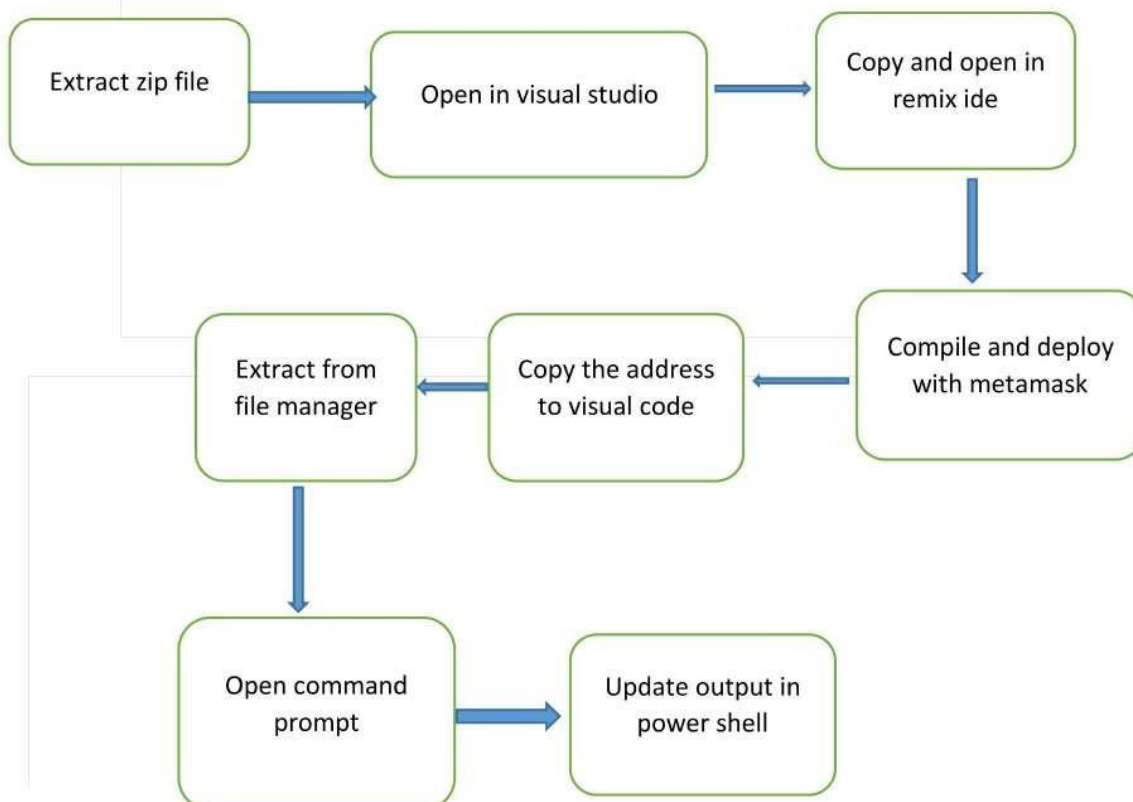 Extract zip file
Open in visual studio
Copy and open in
remix ide
Compile and deploy
with metamask
Copy the address
to visual code
Extract from
file manager
Open command
prompt
Update output in
power shell